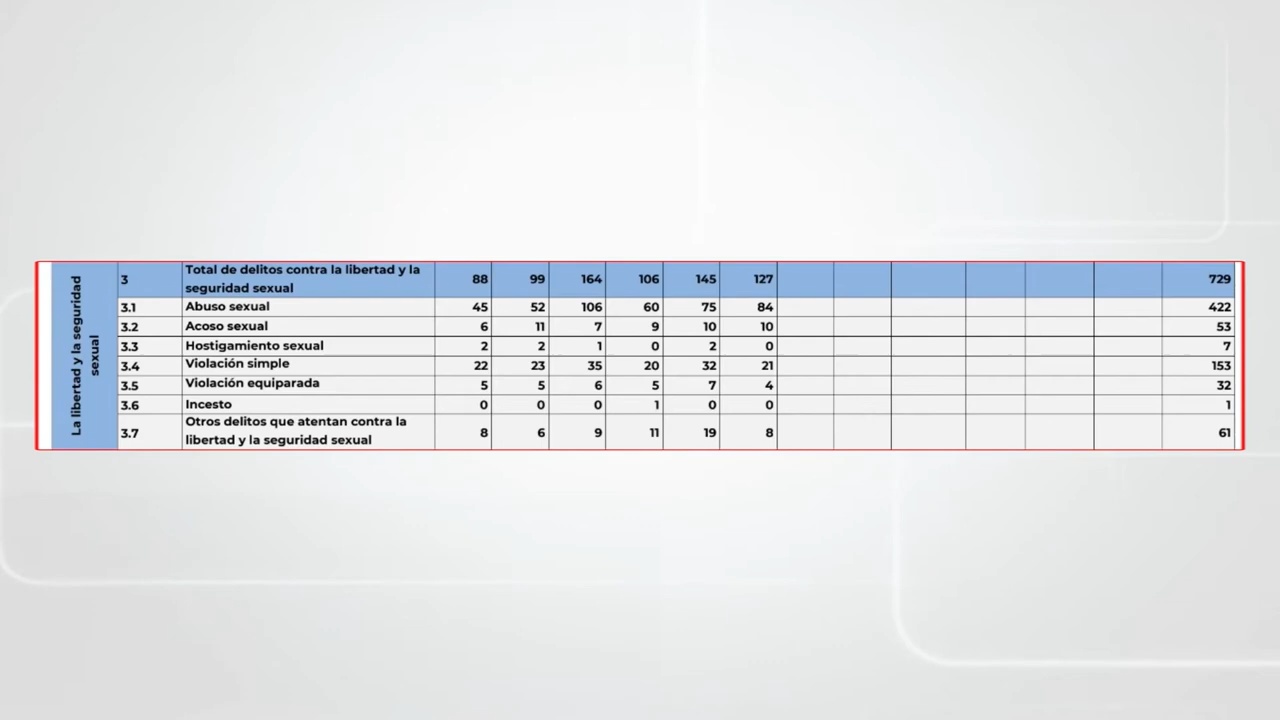 La libertad y la seguridad
sexual
3 Total de delitos contra la libertad y la
seguridad sexual 88 99 164 106 145 127 729
3.1 Abuso sexual 45 52 106 60 75 84 422
3.2 Acoso sexual 6 11 7 9 10 10 53
3.3 Hostigamiento sexual 2 2 1 0 2 0 7
3.4 Violación simple 22 23 35 20 32 21 153
3.5 Violación equiparada 5 5 6 5 7 4 32
3.6 Incesto 0 0 0 1 0 0 1
3.7 Otros delitos que atentan contra la
libertad y la seguridad sexual 8 6 9 11 19 8 61